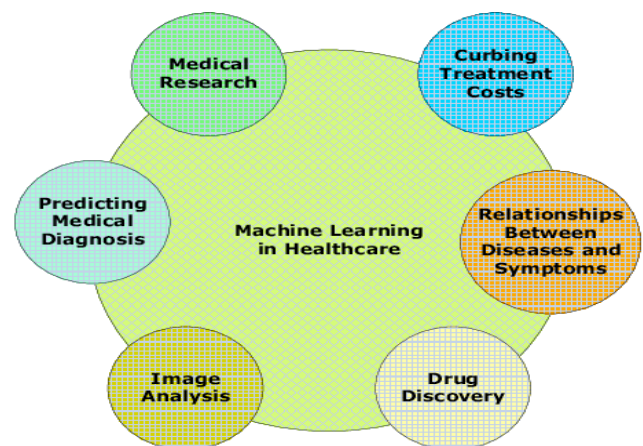 Medical
Research
Curbing
Treatment
Costs
Predicting
Medical
Diagnosis
Machine Learning
in Healthcare
Relationships
Between
Diseases and
Symptoms
Image
Analysis
Drug
Discovery